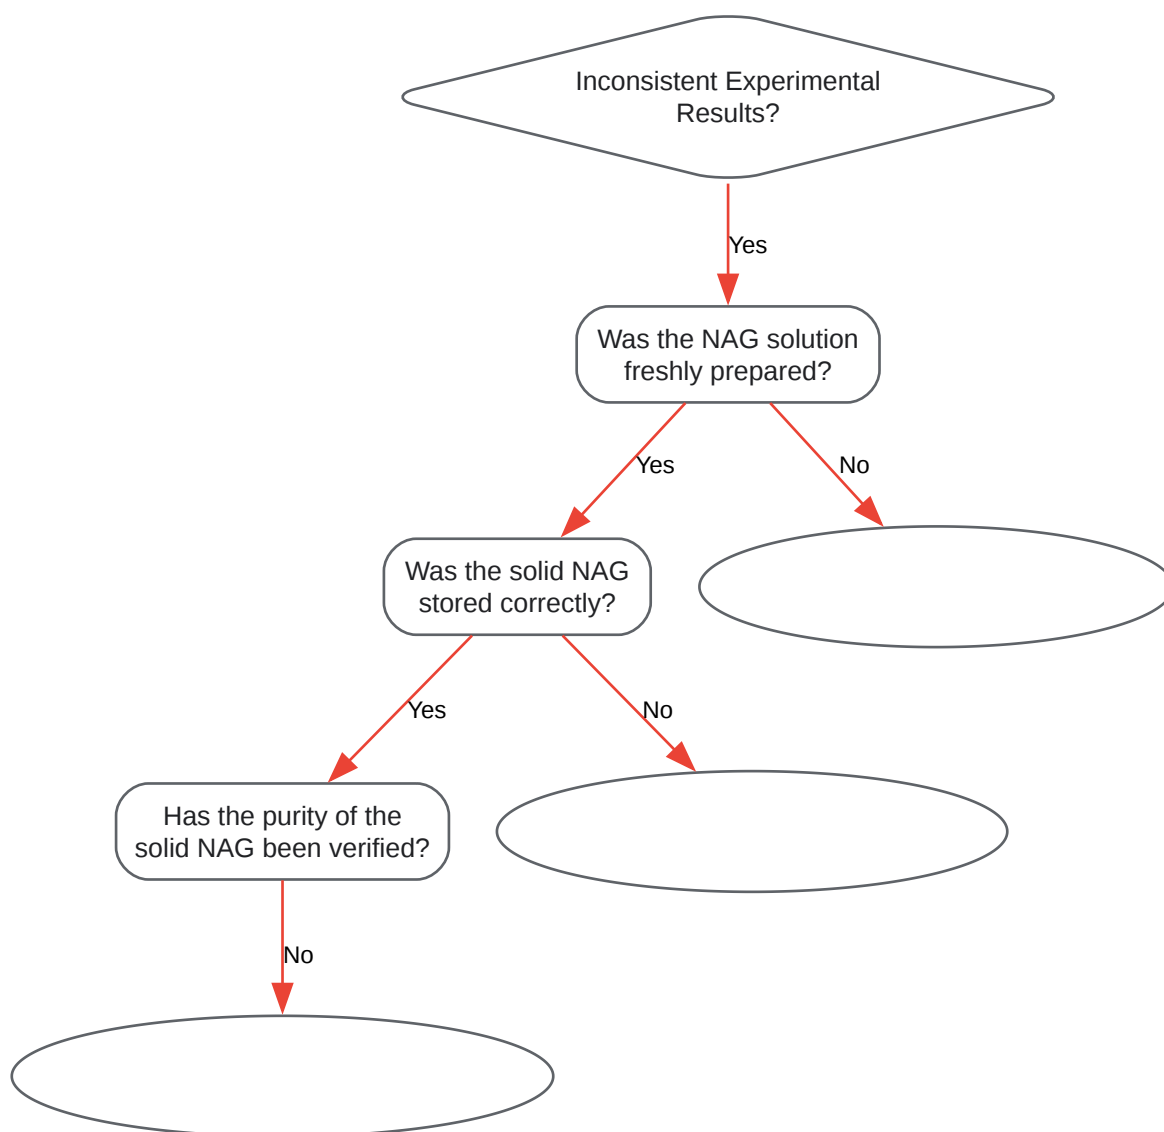 Inconsistent Experimental
Results?
Yes
Was the NAG solution
freshly prepared?
Yes
No
Was the solid NAG
stored correctly?
Yes
No
Has the purity of the
solid NAG been verified?
No